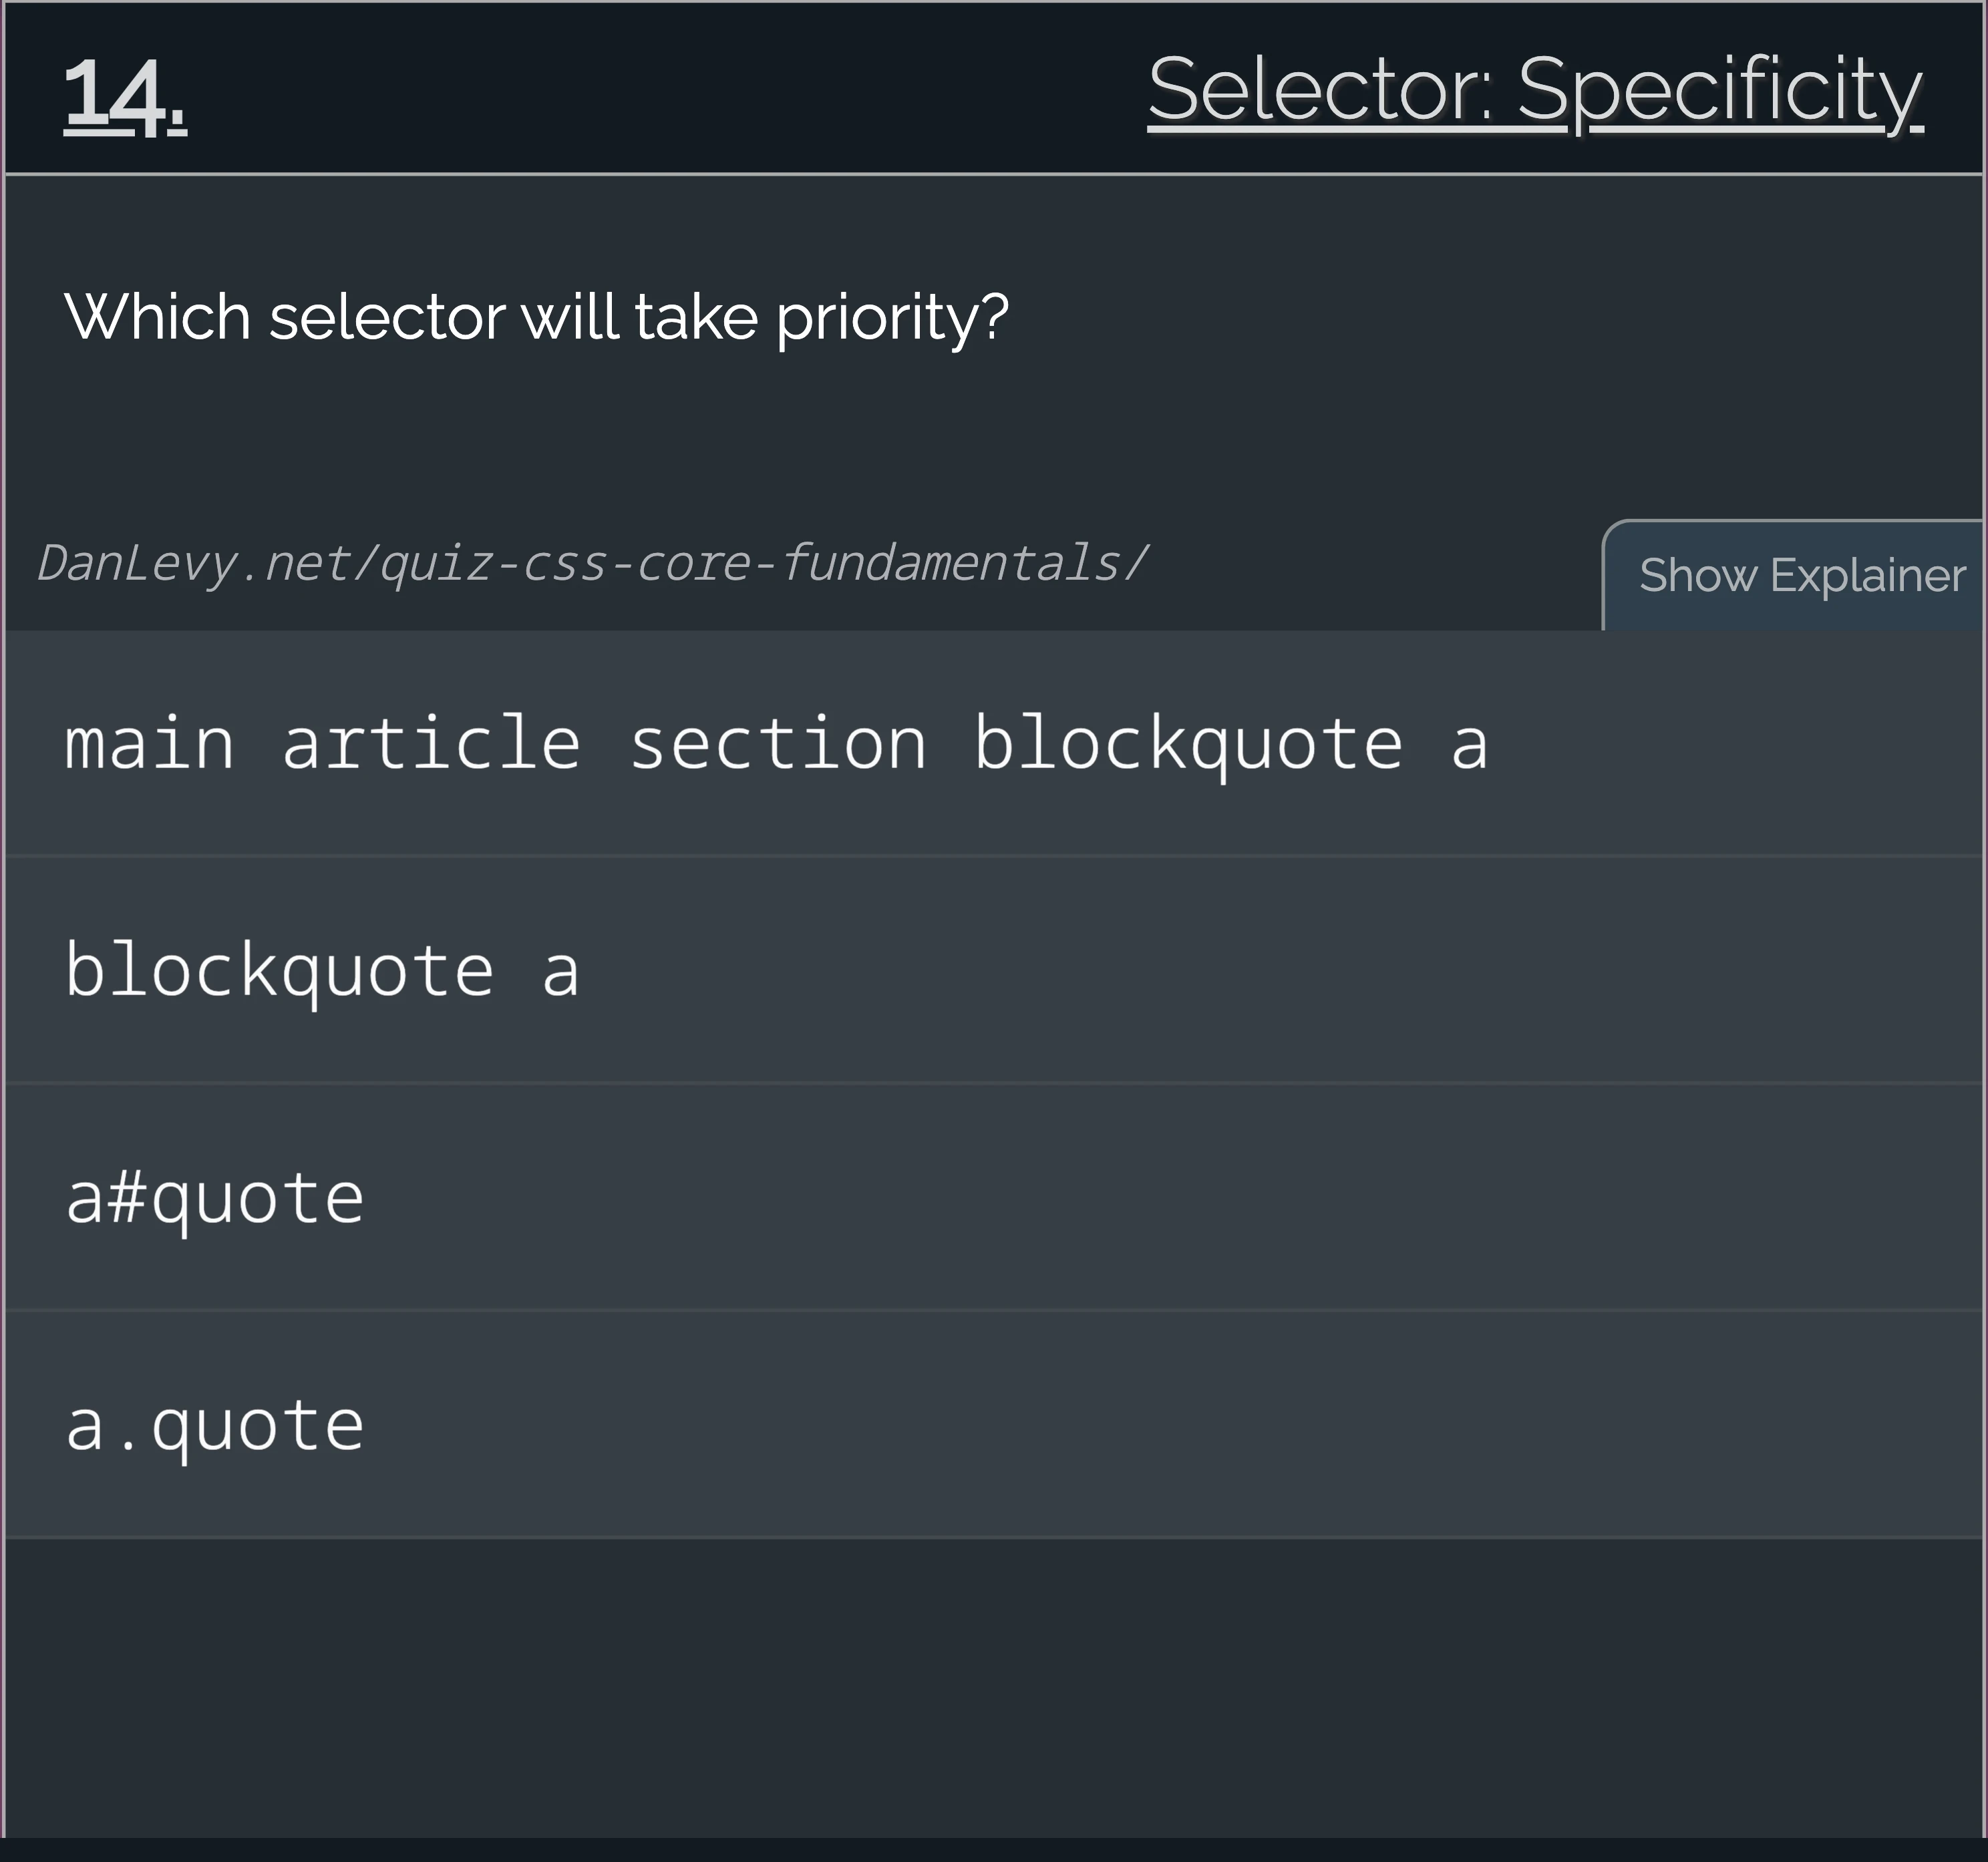 14.
Selector: Specificity
Which selector will take priority?
DanLevy.net/quiz-css-core-fundamentals/
Show Explainer
main article section blockquote a
blockquote a
a#quote
a.quote